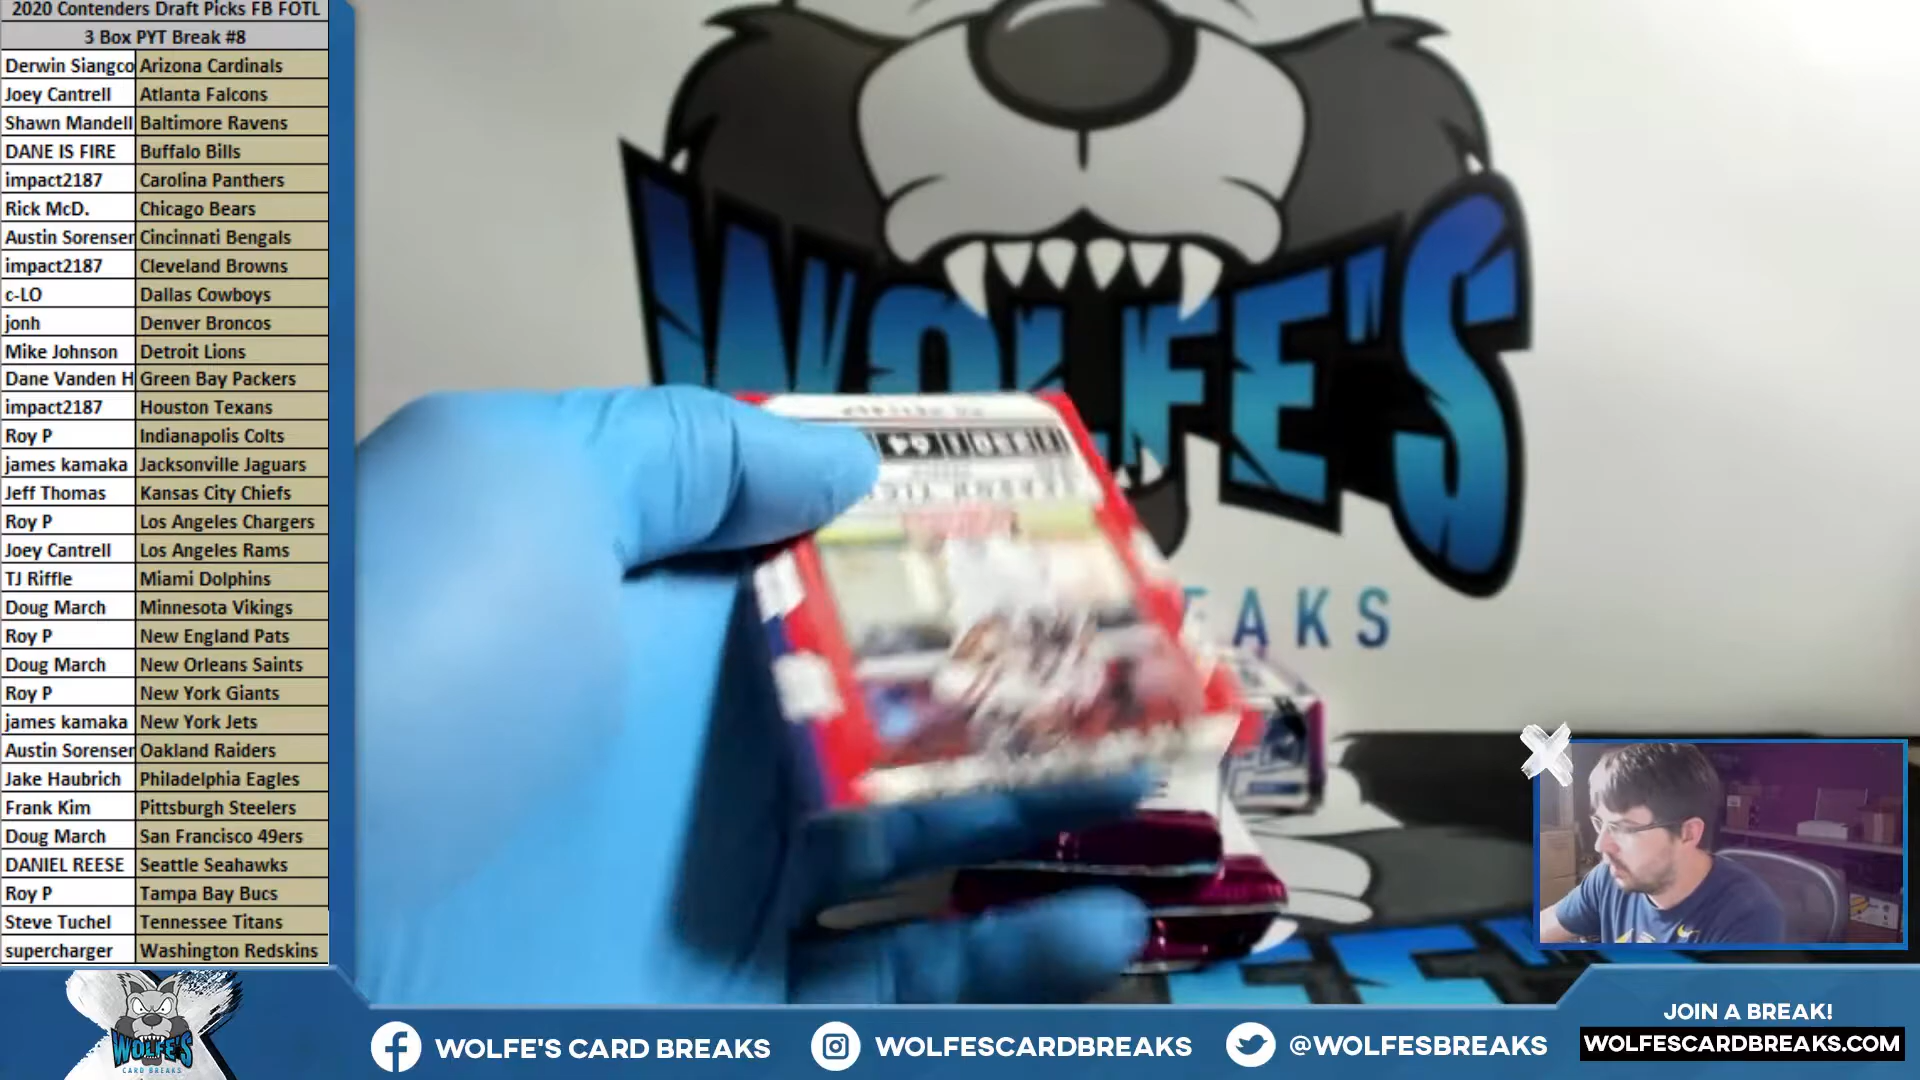 2020 Contenders Draft Picks FB FOTL
3 Box PYT Break #8
Derwin Siangco Arizona Cardinals
Joey Cantrell Atlanta Falcons
Shawn Mandell Baltimore Ravens
DANE IS FIRE Buffalo Bills
impact2187 Carolina Panthers
Rick McD. Chicago Bears
Austin Sorensen Cincinnati Bengals
impact2187 Cleveland Browns
c-LO Dallas Cowboys
jonh Denver Broncos
Mike Johnson Detroit Lions
Dane Vanden H Green Bay Packers
impact2187 Houston Texans
Roy P Indianapolis Colts
james kamaka Jacksonville Jaguars
Jeff Thomas Kansas City Chiefs
Roy P Los Angeles Chargers
Joey Cantrell Los Angeles Rams
TJ Riffle Miami Dolphins
Doug March Minnesota Vikings
Roy P New England Pats
Doug March New Orleans Saints
Roy P New York Giants
james kamaka New York Jets
Austin Sorensen Oakland Raiders
Jake Haubrich Philadelphia Eagles
Frank Kim Pittsburgh Steelers
Doug March San Francisco 49ers
DANIEL REESE Seattle Seahawks
Roy P Tampa Bay Bucs
Steve Tuchel Tennessee Titans
supercharger Washington Redskins
WOLFE'S
EAKS
WOLFE'S
CARD BREAKS
WOLFE'S CARD BREAKS
WOLFESCARDBREAKS
@WOLFESBREAKS
JOIN A BREAK!
WOLFESCARDBREAKS.COM